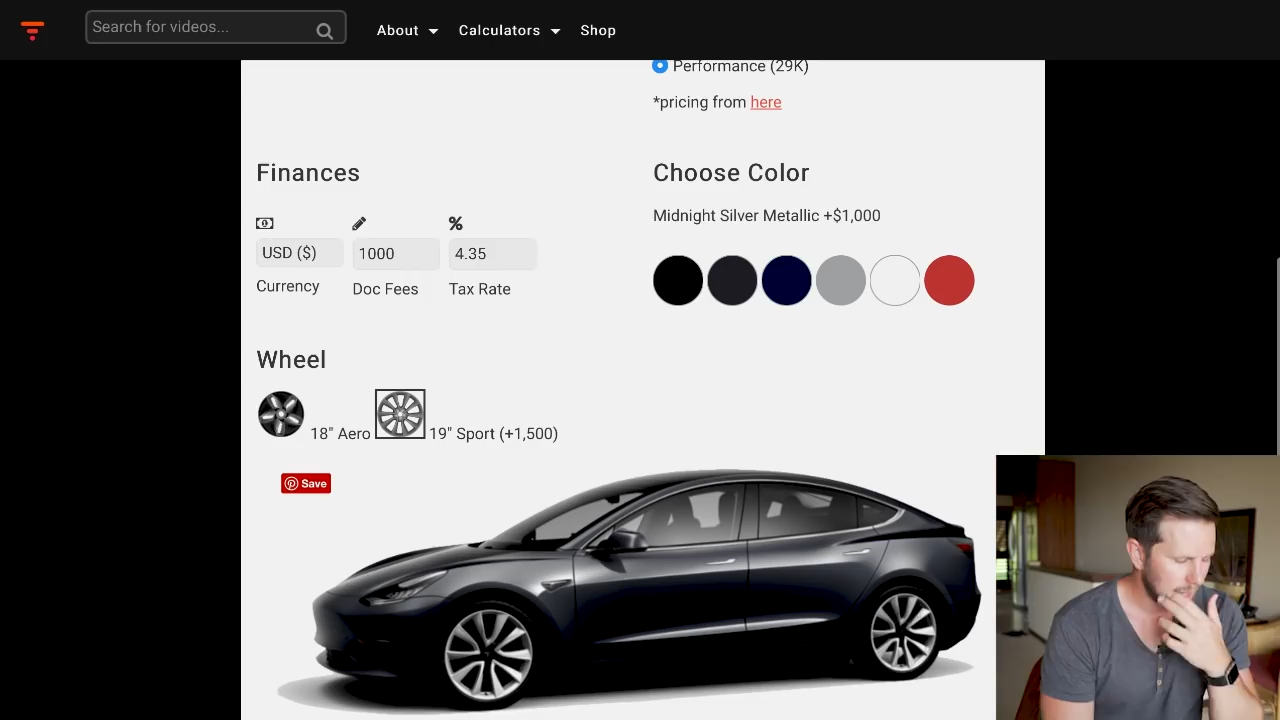 Search for videos...
About
Calculators
Shop
Performance (29K)
*pricing from here
Finances
Choose Color
Midnight Silver Metallic +$1,000
USD ($)
1000
4.35
Currency
Doc Fees
Tax Rate
Wheel
18" Aero
19" Sport (+1,500)
Save